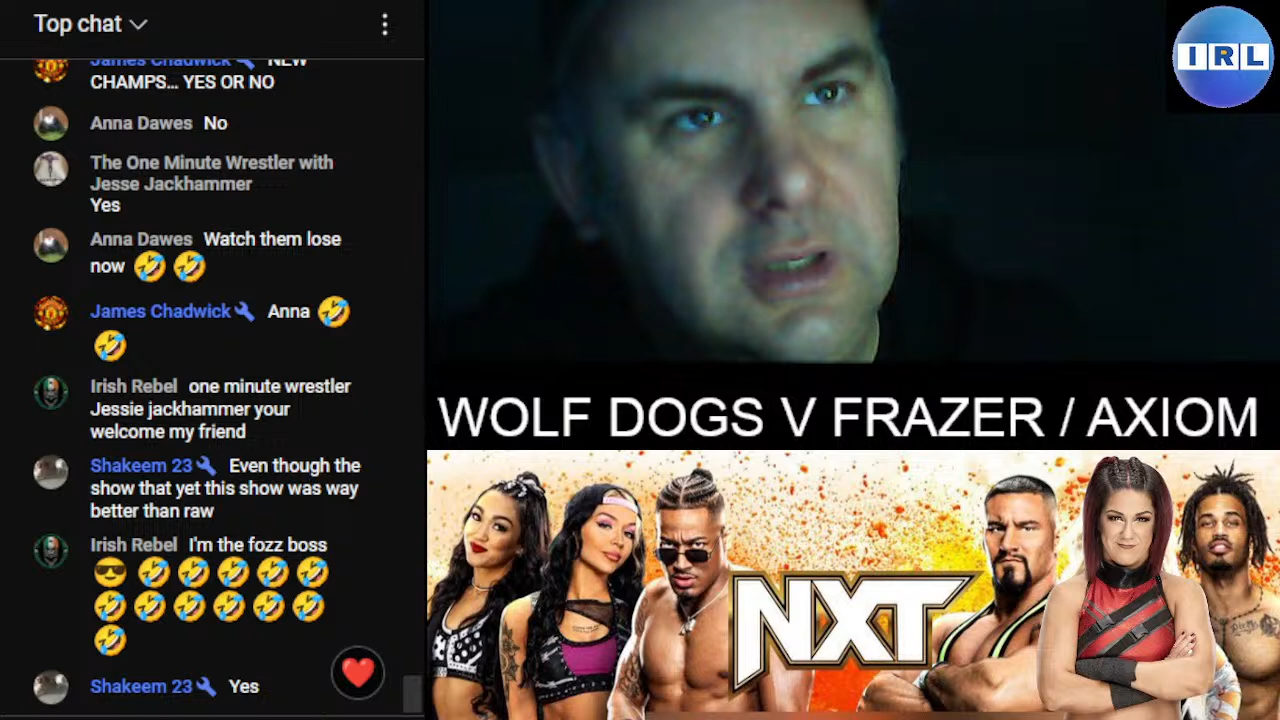 Top chat
James Chadwick NEW
CHAMPS... YES OR NO
Anna Dawes No
The One Minute Wrestler with
Jesse Jackhammer
Yes
Anna Dawes Watch them lose
now 🤣 🤣
James Chadwick Anna 🤣
🤣
Irish Rebel one minute wrestler
Jessie jackhammer your
welcome my friend
Shakeem 23 Even though the
show that yet this show was way
better than raw
Irish Rebel I'm the fozz boss
😎 🤣 🤣 🤣 🤣 🤣
🤣 🤣 🤣 🤣 🤣 🤣
🤣
Shakeem 23 Yes
IRL
WOLF DOGS V FRAZER / AXIOM
NXT